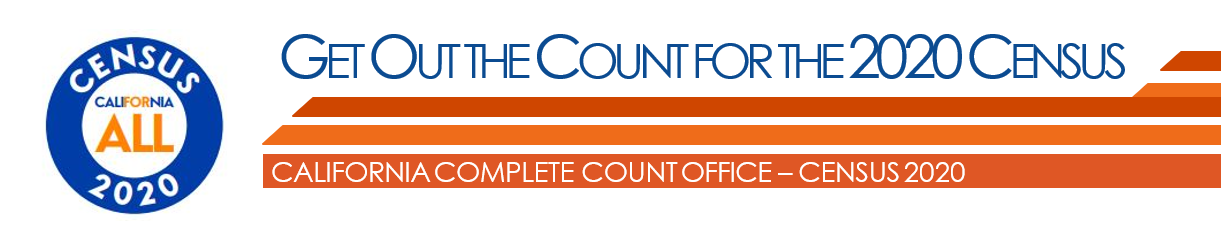 CENSUS
CALIFORNIA
ALL
2020
GET OUT THE COUNT FOR THE 2020 CENSUS
CALIFORNIA COMPLETE COUNT OFFICE – CENSUS 2020